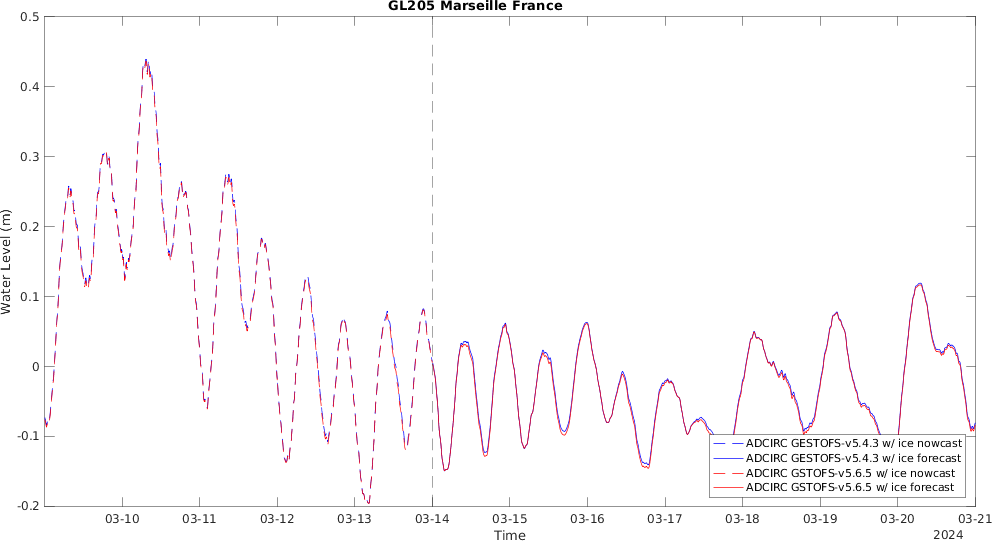 GL205 Marseille France
0.5
0.4
0.3
0.2
0.1
0
-0.1
-0.2
Water Level (m)
ADCIRC GESTOFS-v5.4.3 w/ ice nowcast
ADCIRC GESTOFS-v5.4.3 w/ ice forecast
ADCIRC GSTOFS-v5.6.5 w/ ice nowcast
ADCIRC GSTOFS-v5.6.5 w/ ice forecast
03-10 03-11 03-12 03-13 03-14 03-15 03-16 03-17 03-18 03-19 03-20 03-21
Time
2024